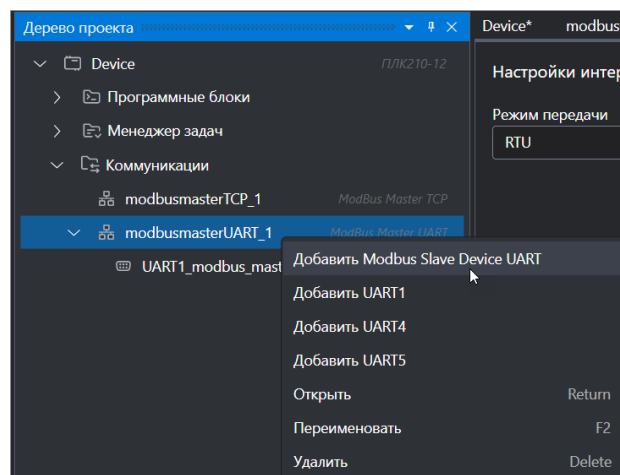 Дерево проекта
Device* modbus
Device ПЛК210-12
Настройки интер
Программные блоки
Режим передачи
Менеджер задач
RTU
Коммуникации
modbusmasterTCP_1 ModBus Master TCP
modbusmasterUART_1 ModBus Master UART
Добавить Modbus Slave Device UART
UART1_modbus_mast
Добавить UART1
Добавить UART4
Добавить UART5
Открыть Return
Переименовать F2
Удалить Delete